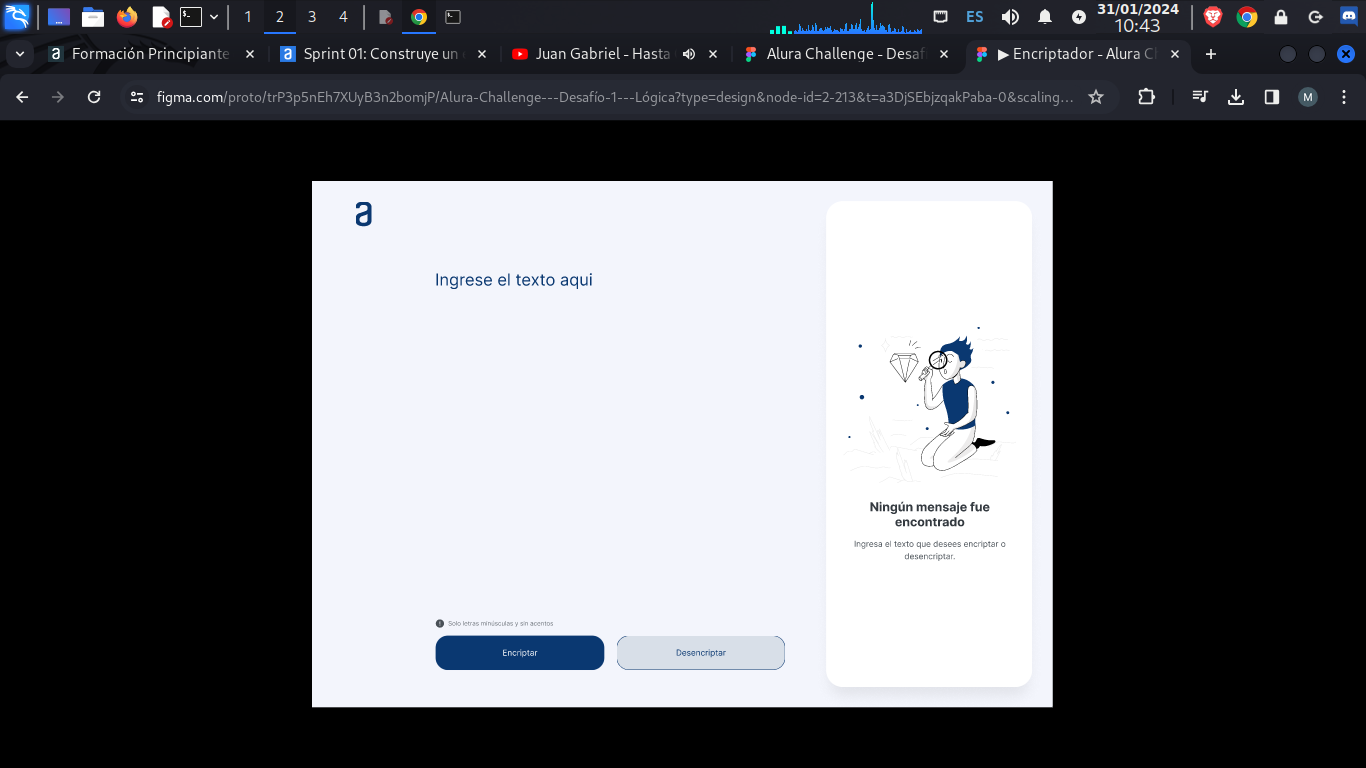 1 2 3 4 ES 31/01/2024
10:43
Formación Principiante
Sprint 01: Construye un
Juan Gabriel - Hasta
Alura Challenge - Desaf
▶ Encriptador - Alura C
figma.com/proto/trP3p5nEh7XUyB3n2bomjP/Alura-Challenge---Desafío-1---Lógica?type=design&node-id=2-213&t=a3DjSEbjzqakPaba-0&scaling...
M
a
Ingrese el texto aqui
Ningún mensaje fue
encontrado
Ingresa el texto que desees encriptar o
desencriptar.
Solo letras minúsculas y sin acentos
Encriptar
Desencriptar